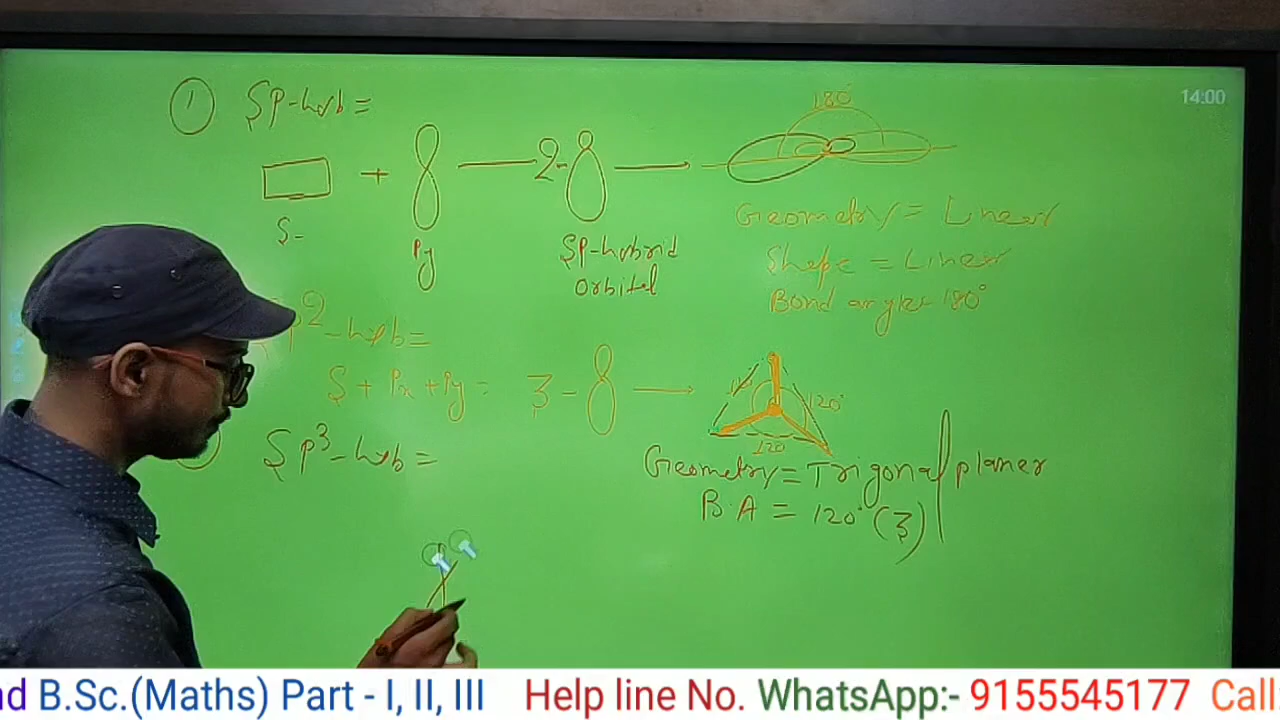 14:00
① SP-hyb=
180°
+ 2-
S-
Py
SP-hybrid
orbital
Geometry = Linear
Shape = Linear
Bond angle= 180°
P²-hyb=
S + Px + Py = 3-
120°
120
SP³-hyb=
Geometry = Trigonal planer
B A = 120° (3)
nd B.Sc.(Maths) Part - I, II, III Help line No. WhatsApp:- 9155545177 Call